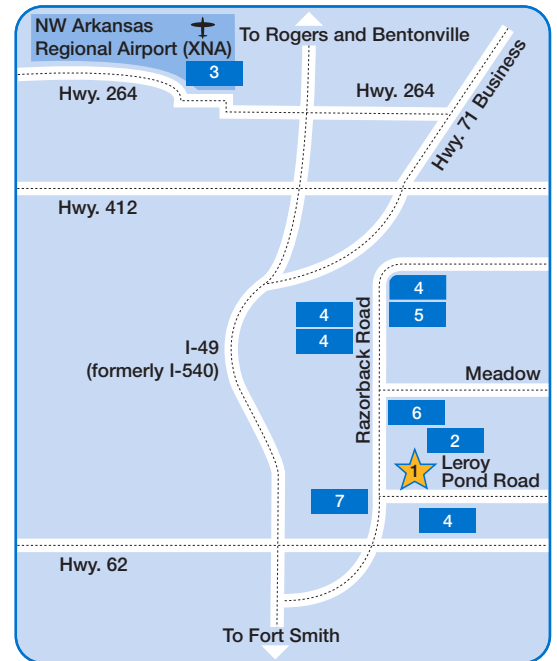 NW Arkansas
Regional Airport (XNA)
To Rogers and Bentonville
3
Hwy. 264
Hwy. 264
Hwy. 71 Business
Hwy. 412
4
4
5
4
Razorback Road
I-49
(formerly I-540)
Meadow
6
2
1
Leroy
Pond Road
7
4
Hwy. 62
To Fort Smith